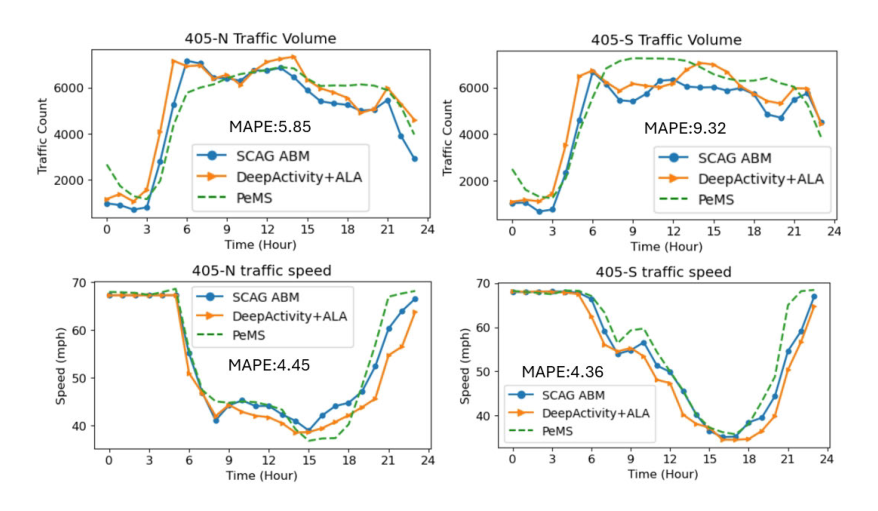 405-N Traffic Volume
Traffic Count
6000
4000
2000
MAPE:5.85
SCAG ABM
DeepActivity+ALA
PeMS
0 3 6 9 12 15 18 21 24
Time (Hour)
405-S Traffic Volume
Traffic Count
6000
4000
2000
MAPE:9.32
SCAG ABM
DeepActivity+ALA
PeMS
0 3 6 9 12 15 18 21 24
Time (Hour)
405-N traffic speed
Speed (mph)
70
60
50
40
SCAG ABM
DeepActivity+ALA
PeMS
MAPE:4.45
0 3 6 9 12 15 18 21 24
Time (Hour)
405-S traffic speed
Speed (mph)
70
60
50
40
MAPE:4.36
SCAG ABM
DeepActivity+ALA
PeMS
0 3 6 9 12 15 18 21 24
Time (Hour)